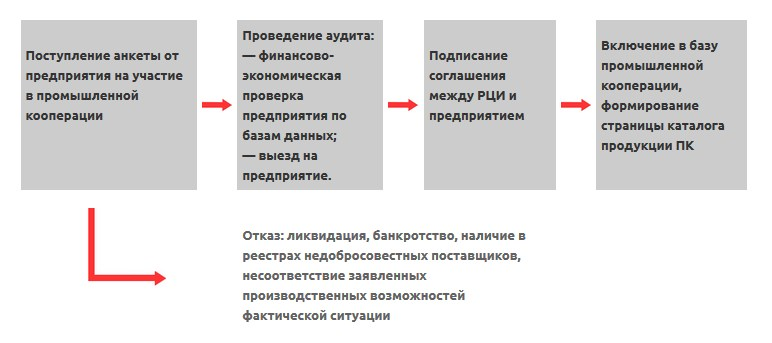 Поступление анкеты от
предприятия на участие
в промышленной
кооперации
Проведение аудита:
— финансово-
экономическая
проверка
предприятия по
базам данных;
— выезд на
предприятие.
Подписание
соглашения
между РЦИ и
предприятием
Включение в базу
промышленной
кооперации,
формирование
страницы каталога
продукции ПК
Отказ: ликвидация, банкротство, наличие в
реестрах недобросовестных поставщиков,
несоответствие заявленных
производственных возможностей
фактической ситуации